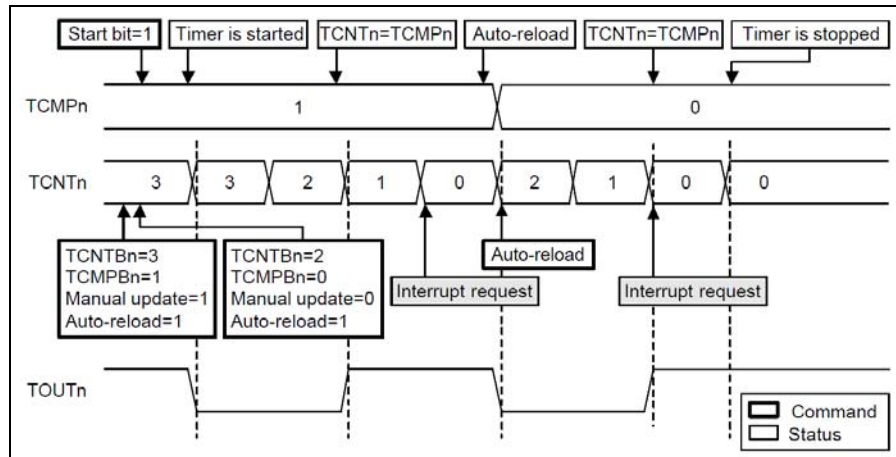 Start bit=1 Timer is started TCNTn=TCMPn Auto-reload TCNTn=TCMPn Timer is stopped
TCMPn 1 0
TCNTn 3 3 2 1 0 2 1 0 0
TCNTBn=3
TCMPBn=1
Manual update=1
Auto-reload=1
TCNTBn=2
TCMPBn=0
Manual update=0
Auto-reload=1
Auto-reload
Interrupt request Interrupt request
TOUTn
Command
Status